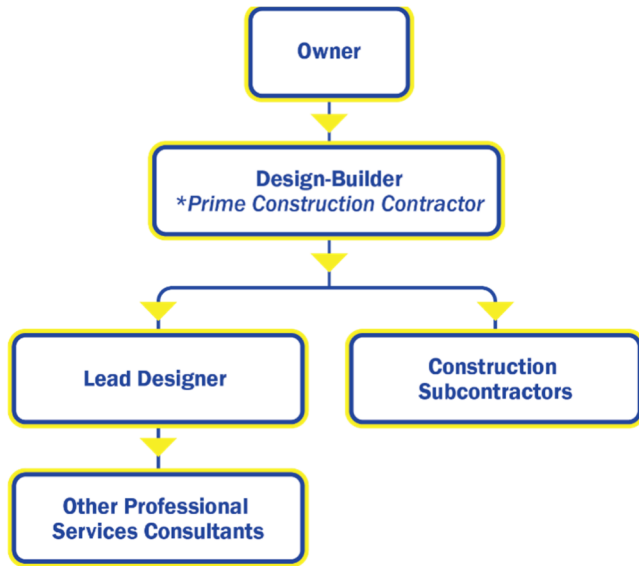 Owner
Design-Builder
*Prime Construction Contractor
Lead Designer
Construction
Subcontractors
Other Professional
Services Consultants